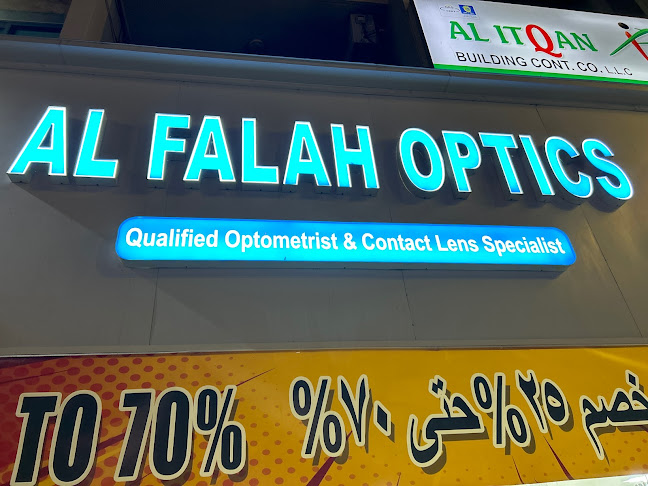 AL ITQAN
BUILDING CONT. CO. L.L.C
AL FALAH OPTICS
Qualified Optometrist & Contact Lens Specialist
TO 70%
خصم ٢٥% حتى ٧٠%